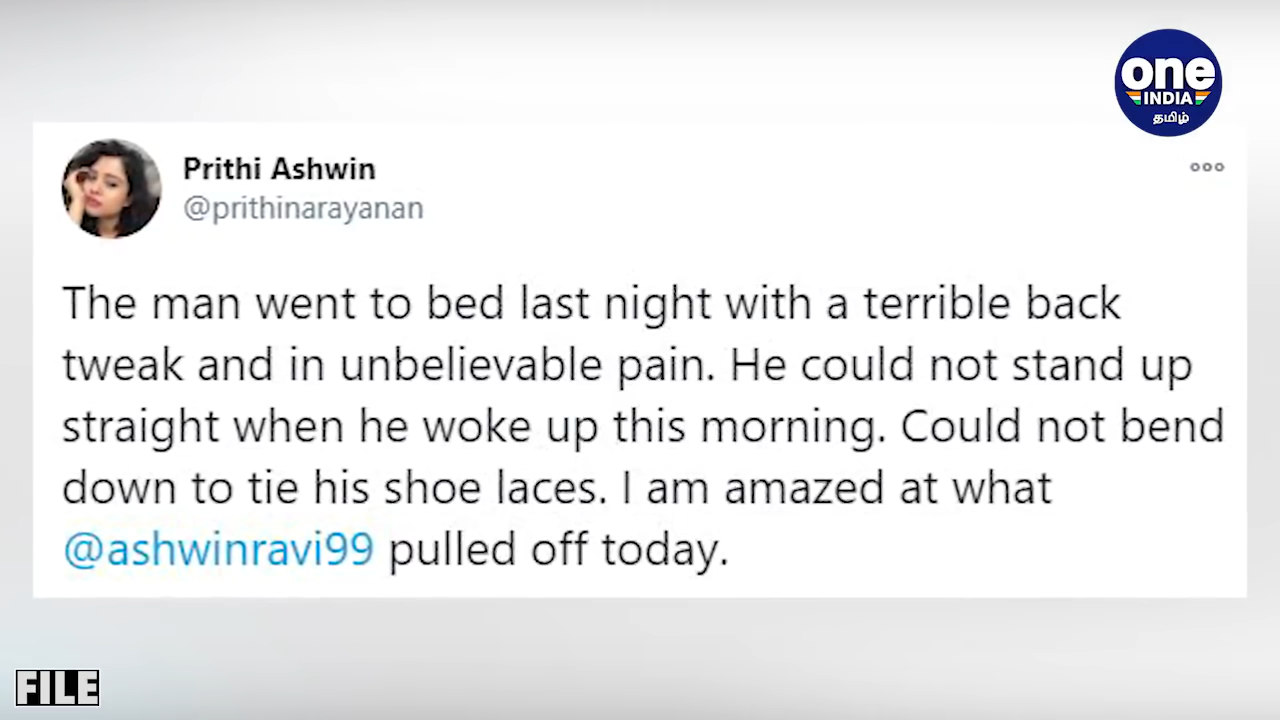 one
INDIA
தமிழ்
Prithi Ashwin
@prithinarayanan
The man went to bed last night with a terrible back
tweak and in unbelievable pain. He could not stand up
straight when he woke up this morning. Could not bend
down to tie his shoe laces. I am amazed at what
@ashwinravi99 pulled off today.
FILE